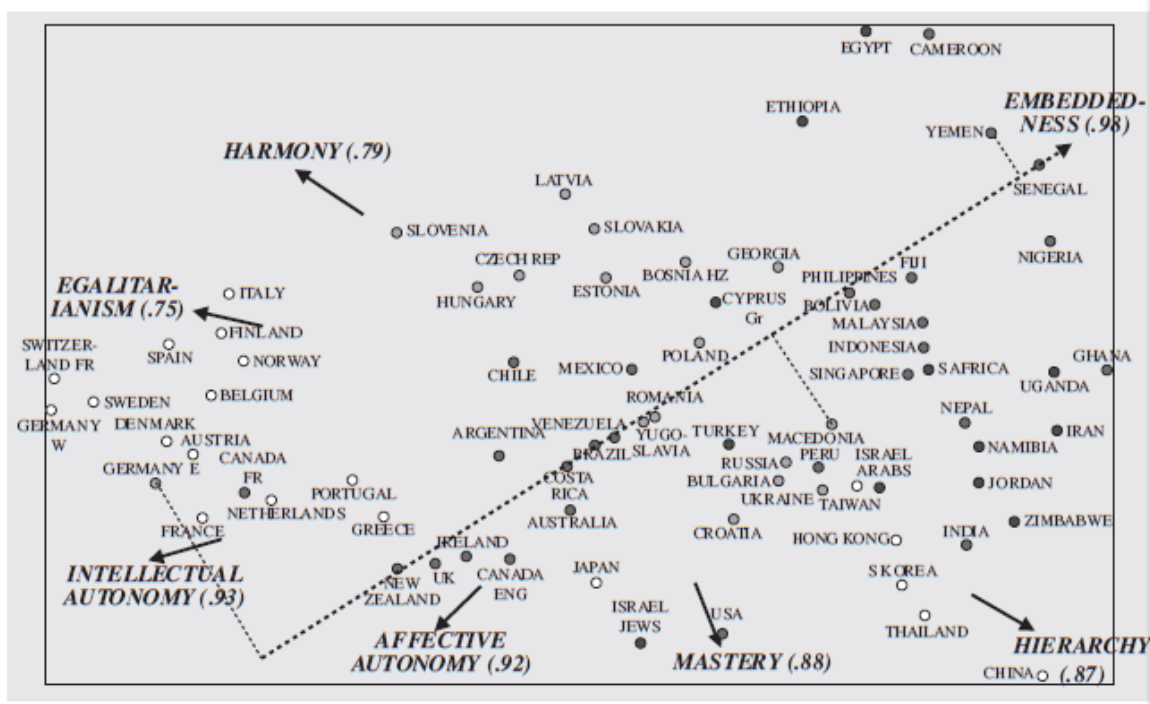 EGYPT
CAMEROON
ETHIOPIA
EMBEDDED-
NESS (.98)
YEMEN
HARMONY (.79)
LATVIA
SENEGAL
SLOVENIA
SLOVAKIA
NIGERIA
CZECH REP
GEORGIA
FIJI
BOSNIA HZ
HUNGARY
ESTONIA
PHILIPPINES
EGALITAR-
IANISM (.75)
ITALY
CYPRUS
Gr
BOLIVIA
MALAYSIA
FINLAND
SWITZER-
LAND FR
SPAIN
NORWAY
POLAND
INDONESIA
CHILE
MEXICO
SINGAPORE
S AFRICA
GHANA
UGANDA
BELGIUM
ROMANIA
SWEDEN
GERMANY
W
DENMARK
VENEZUELA
YUGO-
SLAVIA
NEPAL
ARGENTINA
TURKEY
MACEDONIA
IRAN
AUSTRIA
BRAZIL
PERU
ISRAEL
ARABS
NAMIBIA
GERMANY E
CANADA
FR
RUSSIA
COSTA
RICA
BULGARIA
JORDAN
PORTUGAL
UKRAINE
TAIWAN
NETHERLANDS
FRANCE
GREECE
AUSTRALIA
CROATIA
ZIMBABWE
HONG KONG
INDIA
IRELAND
UK
INTELLECTUAL
AUTONOMY (.93)
NEW
ZEALAND
CANADA
ENG
JAPAN
S KOREA
ISRAEL
JEWS
USA
THAILAND
AFFECTIVE
AUTONOMY (.92)
MASTERY (.88)
HIERARCHY
(.87)
CHINA